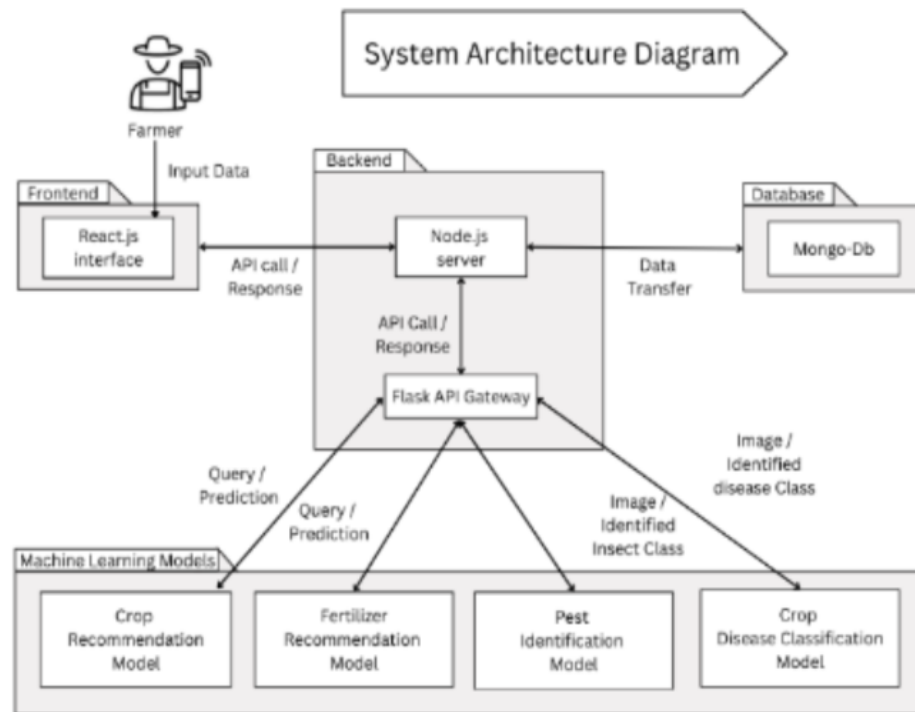 System Architecture Diagram
Farmer
Input Data
Frontend
React.js
interface
API call /
Response
Backend
Node.js
server
API Call /
Response
Flask API Gateway
Data
Transfer
Database
Mongo-Db
Query /
Prediction
Query /
Prediction
Image /
Identified
Insect Class
Image /
Identified
disease Class
Machine Learning Models
Crop
Recommendation
Model
Fertilizer
Recommendation
Model
Pest
Identification
Model
Crop
Disease Classification
Model